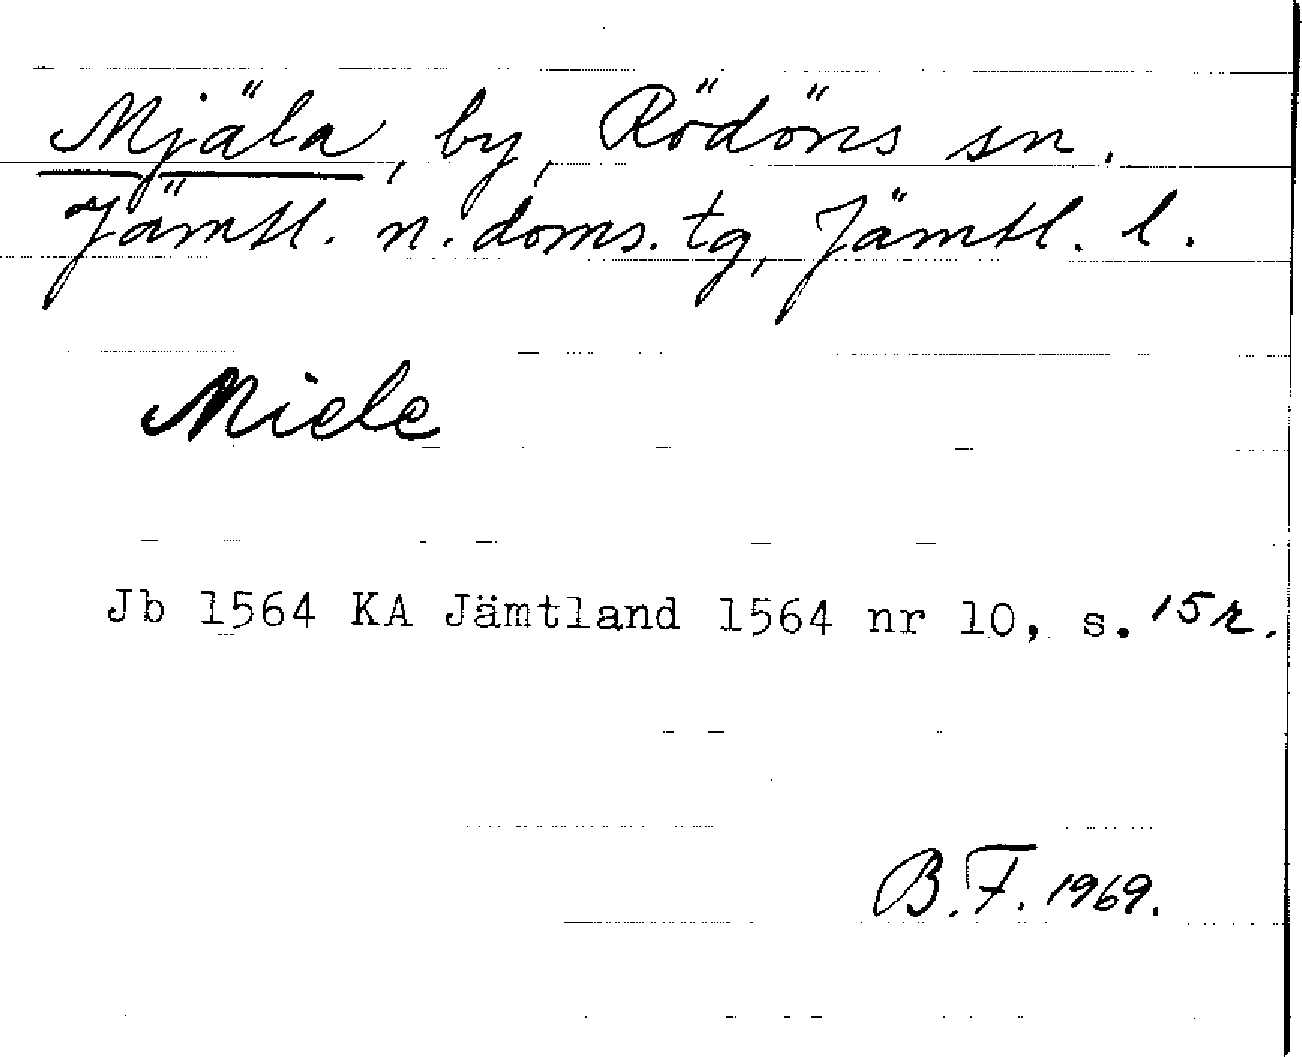 Mjäla, by, Rödöns sn.
Jämtl. n. doms. tg, Jämtl. l.
Miele
Jb 1564 KA Jämtland 1564 nr 10, s. 15r.
B.F. 1969.